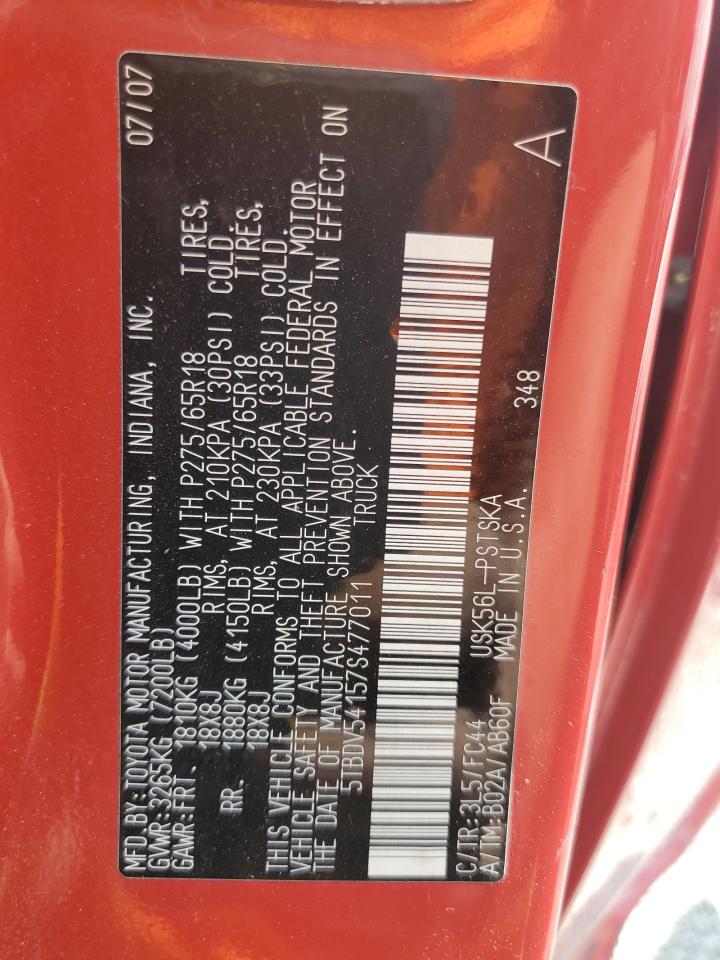 MFD.BY:TOYOTA MOTOR MANUFACTURING, INDIANA, INC. 07/07
GVWR:3265KG (7200LB)
GAWR:FRT. 1810KG (4000LB) WITH P275/65R18 TIRES,
18X8J RIMS, AT 210KPA (30PSI) COLD.
RR. 1880KG (4150LB) WITH P275/65R18 TIRES,
18X8J RIMS, AT 230KPA (33PSI) COLD.
THIS VEHICLE CONFORMS TO ALL APPLICABLE FEDERAL MOTOR
VEHICLE SAFETY AND THEFT PREVENTION STANDARDS IN EFFECT ON
THE DATE OF MANUFACTURE SHOWN ABOVE.
5TBDV54157S477011 TRUCK
C/TR:3L5/FC44 USK56L-PSTSKA
A/TM:B02A/AB60F MADE IN U.S.A. 348
A